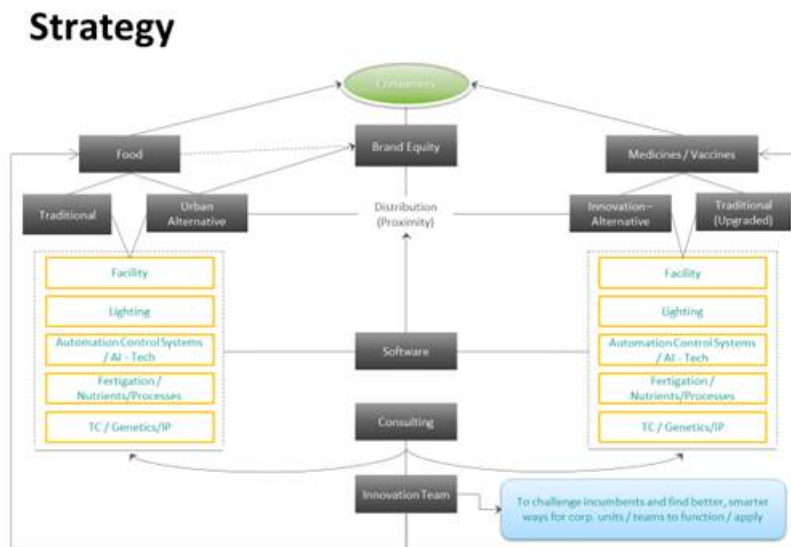 Strategy
Consumers
Food
Brand Equity
Medicines / Vaccines
Traditional
Urban
Alternative
Distribution
(Proximity)
Innovation–
Alternative
Traditional
(Upgraded)
Facility
Lighting
Automation Control Systems
/ AI - Tech
Fertigation /
Nutrients/Processes
TC / Genetics/IP
Software
Consulting
Innovation Team
Facility
Lighting
Automation Control Systems
/ AI - Tech
Fertigation /
Nutrients/Processes
TC / Genetics/IP
To challenge incumbents and find better, smarter
ways for corp. units / teams to function / apply